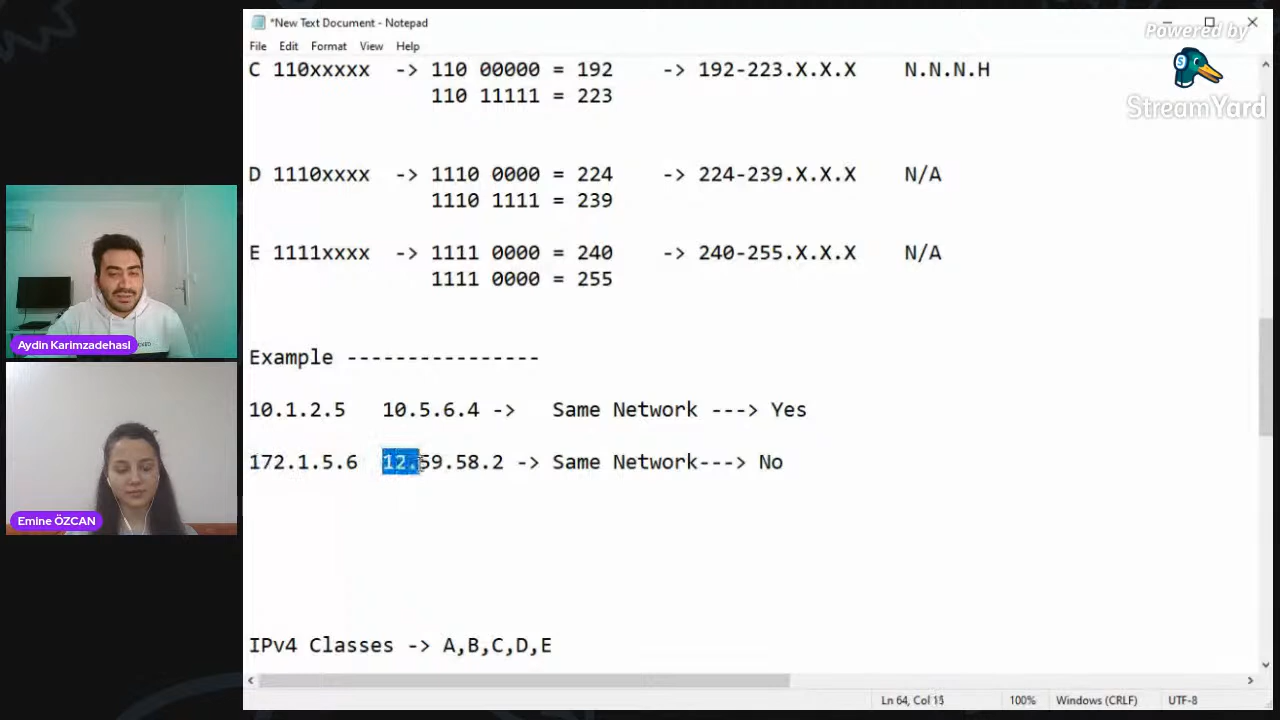 *New Text Document - Notepad
Powered by
File Edit Format View Help
StreamYard
C 110xxxxx -> 110 00000 = 192 -> 192-223.X.X.X N.N.N.H
110 11111 = 223
D 1110xxxx -> 1110 0000 = 224 -> 224-239.X.X.X N/A
1110 1111 = 239
E 1111xxxx -> 1111 0000 = 240 -> 240-255.X.X.X N/A
1111 0000 = 255
Example ----------------
10.1.2.5 10.5.6.4 -> Same Network ---> Yes
172.1.5.6 12.59.58.2 -> Same Network---> No
IPv4 Classes -> A,B,C,D,E
Ln 64, Col 15 100% Windows (CRLF) UTF-8
Aydin Karimzadehasl
Emine ÖZCAN